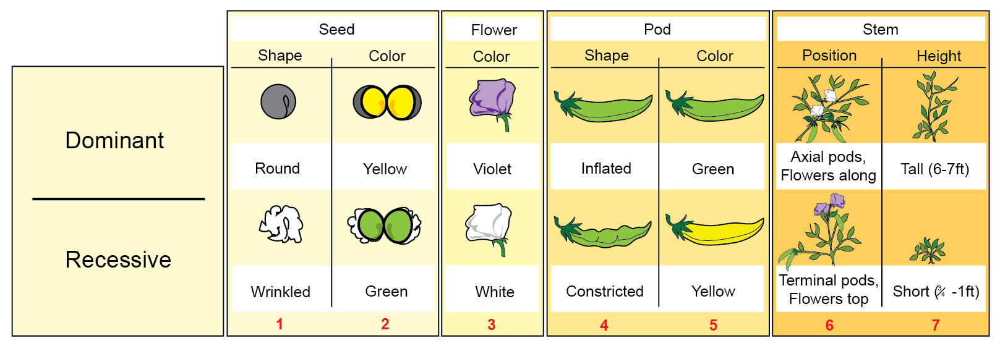 Seed
Flower
Pod
Stem
Shape
Color
Color
Shape
Color
Position
Height
Dominant
Round
Yellow
Violet
Inflated
Green
Axial pods,
Flowers along
Tall (6-7ft)
Recessive
Wrinkled
Green
White
Constricted
Yellow
Terminal pods,
Flowers top
Short (¾ -1ft)
1
2
3
4
5
6
7